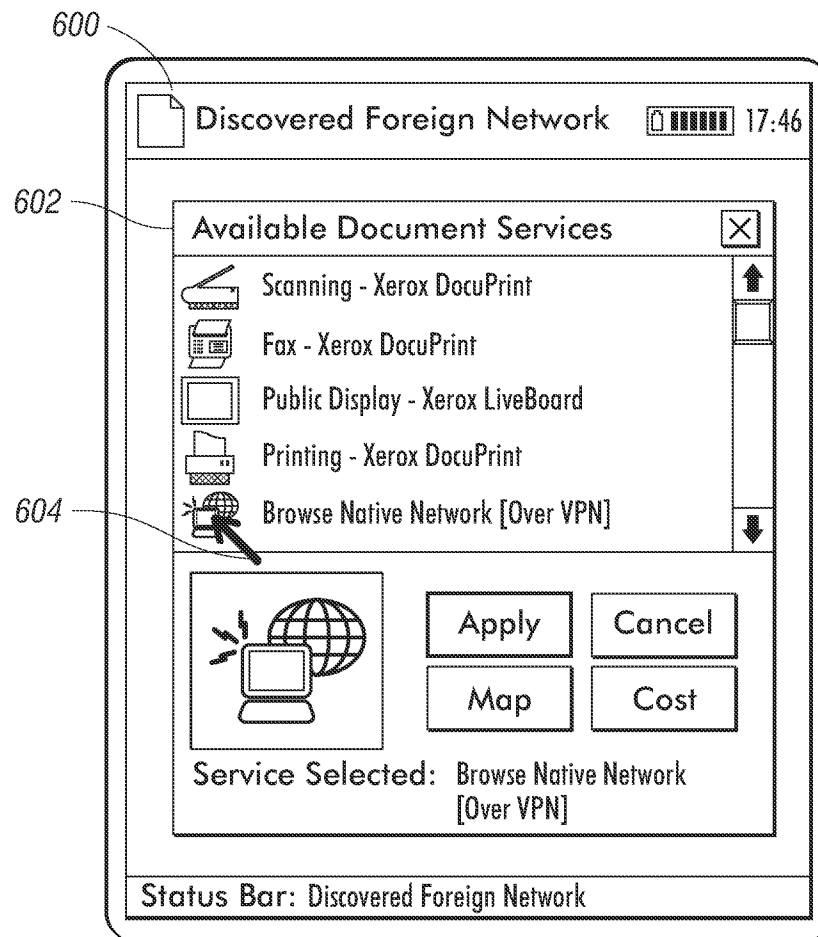 600
Discovered Foreign Network 17:46
602
Available Document Services
Scanning - Xerox DocuPrint
Fax - Xerox DocuPrint
Public Display - Xerox LiveBoard
Printing - Xerox DocuPrint
604
Browse Native Network [Over VPN]
Apply Cancel
Map Cost
Service Selected: Browse Native Network
[Over VPN]
Status Bar: Discovered Foreign Network